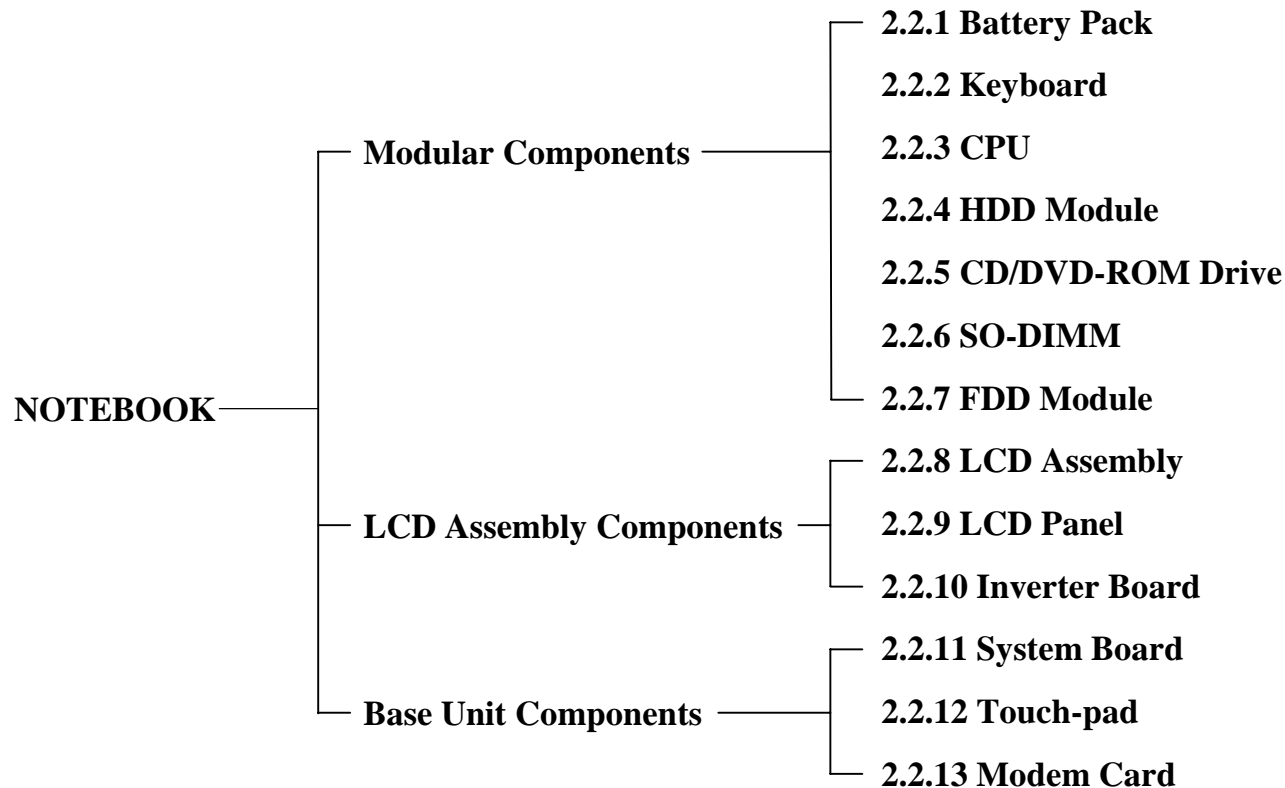 NOTEBOOK
Modular Components
2.2.1 Battery Pack
2.2.2 Keyboard
2.2.3 CPU
2.2.4 HDD Module
2.2.5 CD/DVD-ROM Drive
2.2.6 SO-DIMM
2.2.7 FDD Module
LCD Assembly Components
2.2.8 LCD Assembly
2.2.9 LCD Panel
2.2.10 Inverter Board
Base Unit Components
2.2.11 System Board
2.2.12 Touch-pad
2.2.13 Modem Card